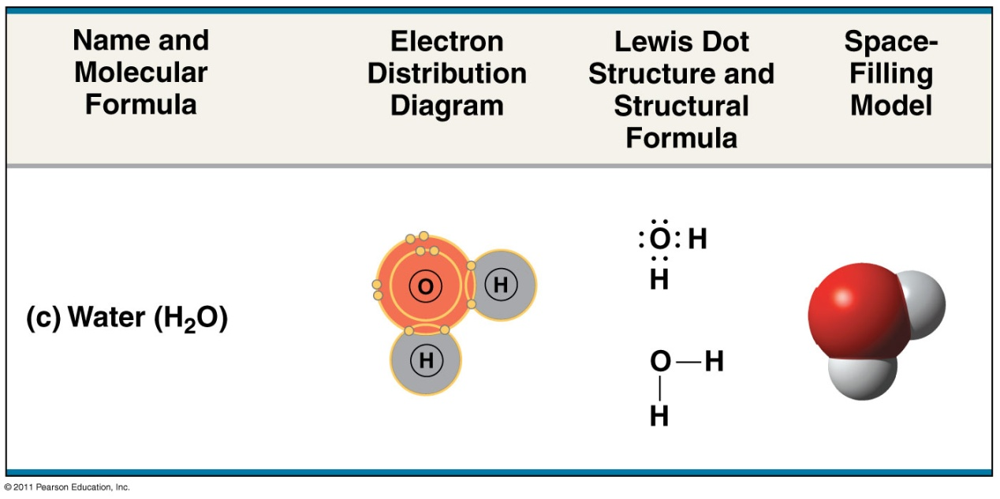 Name and
Molecular
Formula
Electron
Distribution
Diagram
Lewis Dot
Structure and
Structural
Formula
Space-
Filling
Model
(c) Water (H₂O)
O
H
H
:Ö: H
¨
H
O—H
|
H
© 2011 Pearson Education, Inc.